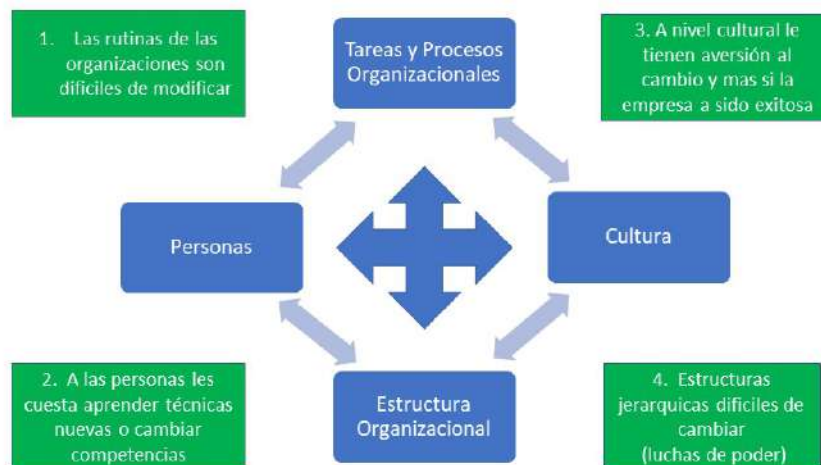 1. Las rutinas de las
organizaciones son
difíciles de modificar
Tareas y Procesos
Organizacionales
3. A nivel cultural le
tienen aversión al
cambio y mas si la
empresa a sido exitosa
Personas
Cultura
2. A las personas les
cuesta aprender técnicas
nuevas o cambiar
competencias
Estructura
Organizacional
4. Estructuras
jerarquicas dificiles de
cambiar
(luchas de poder)